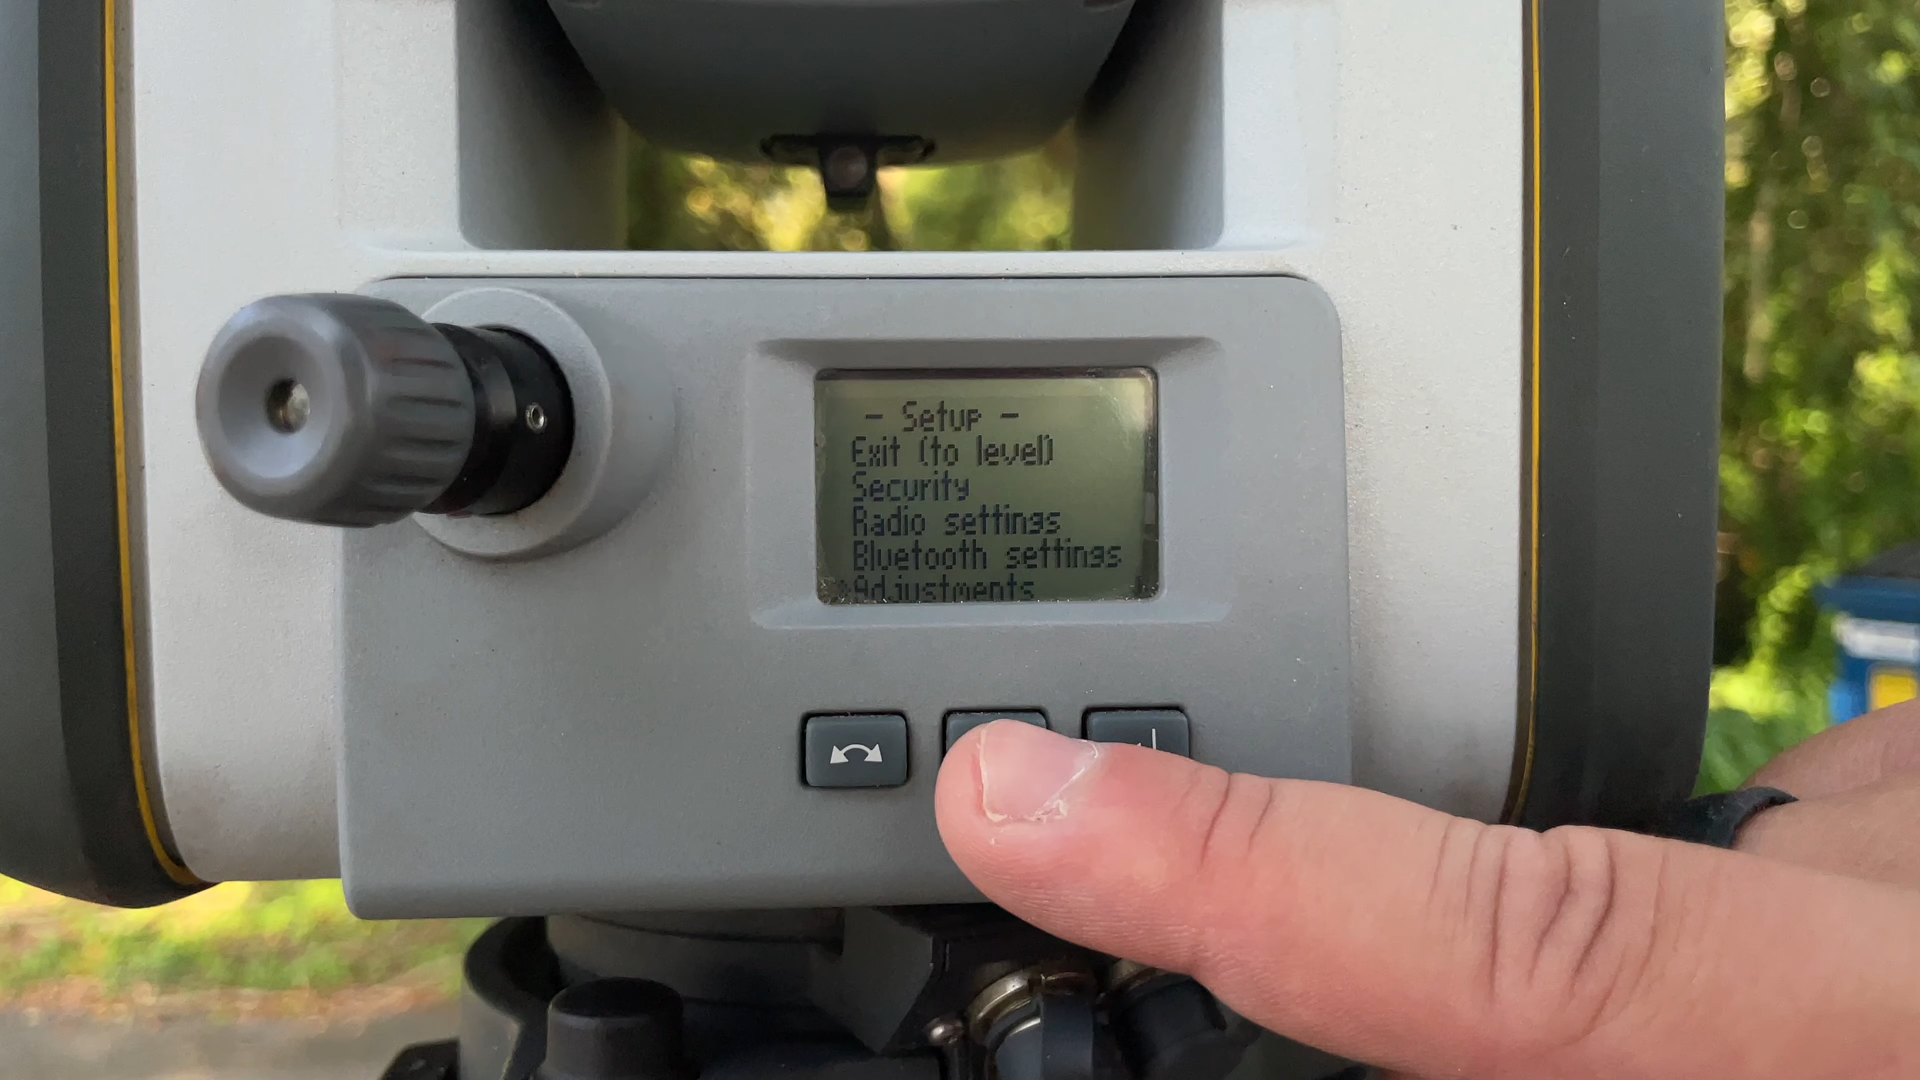 - Setup -
Exit (to level)
Security
Radio settings
Bluetooth settings
Adjustments